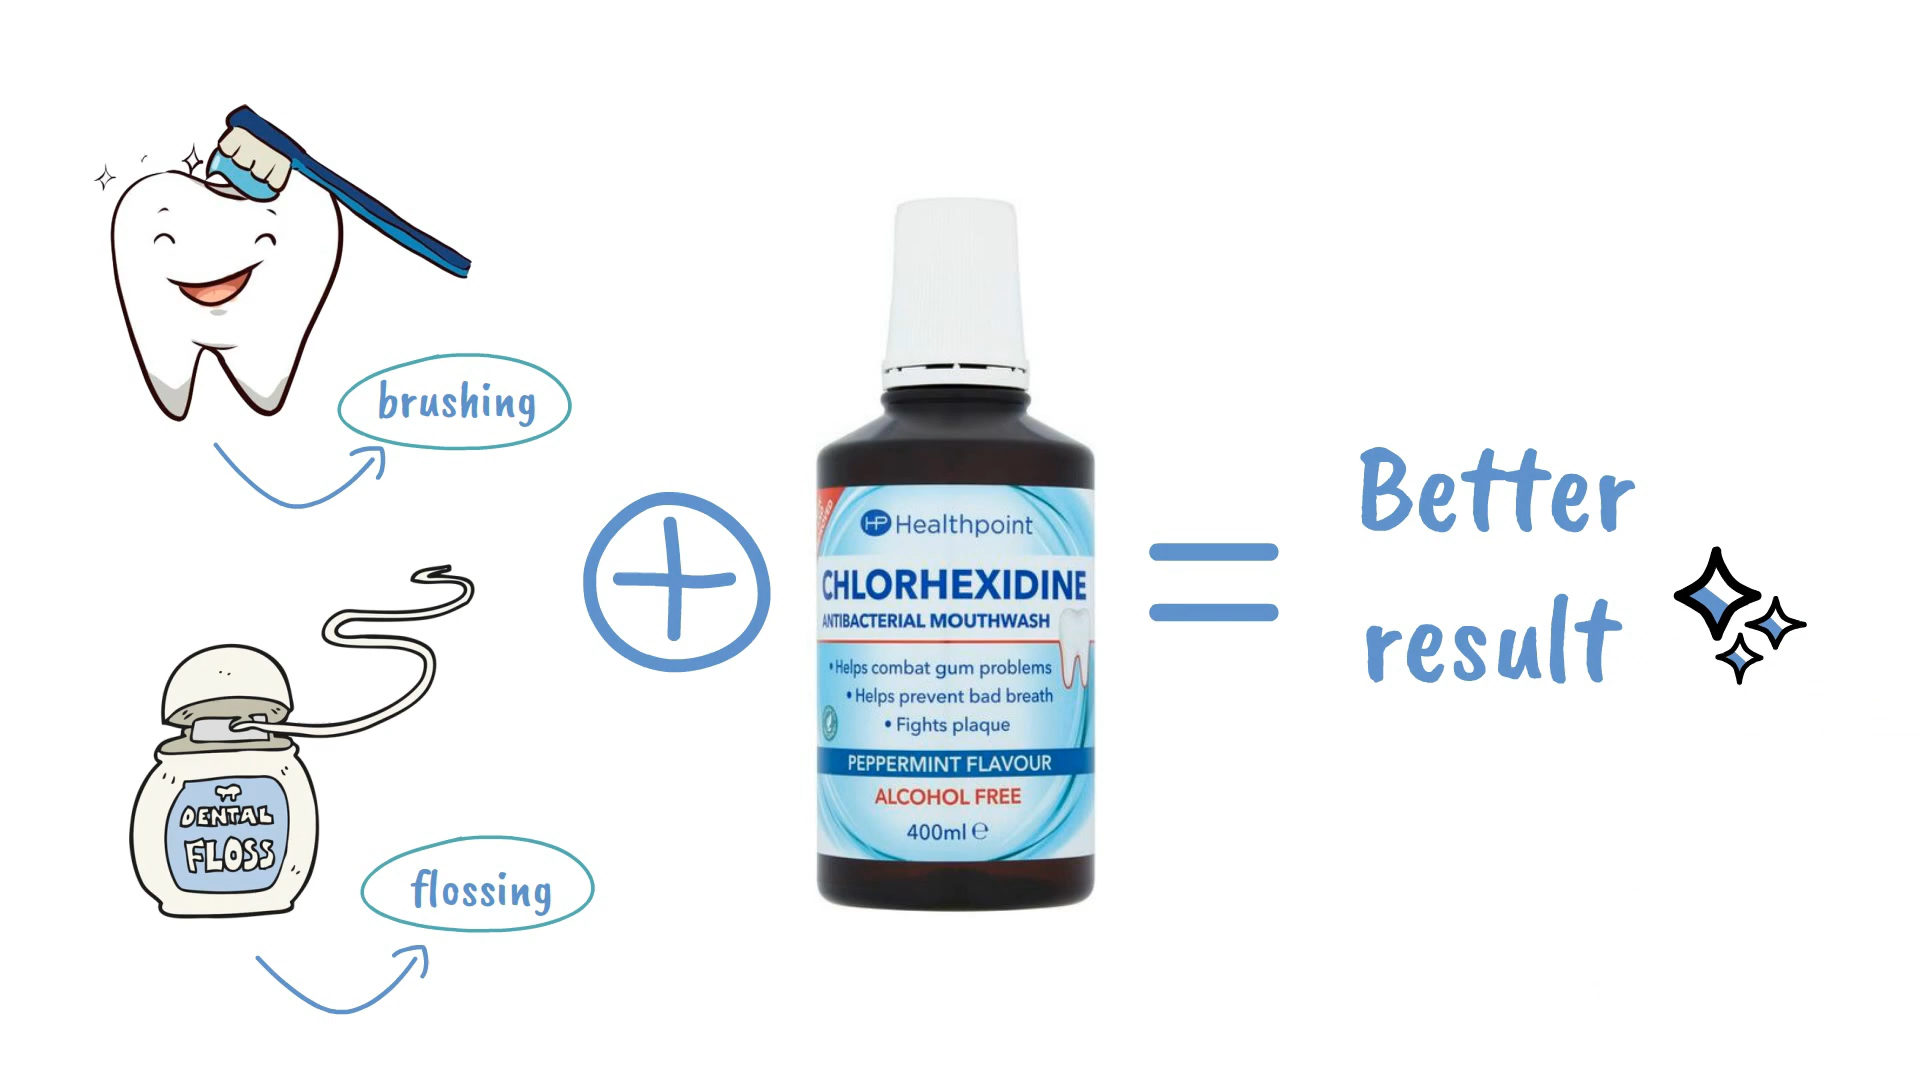 brushing
DENTAL
FLOSS
flossing
HP Healthpoint
CHLORHEXIDINE
ANTIBACTERIAL MOUTHWASH
• Helps combat gum problems
• Helps prevent bad breath
• Fights plaque
PEPPERMINT FLAVOUR
ALCOHOL FREE
400ml e
Better
result